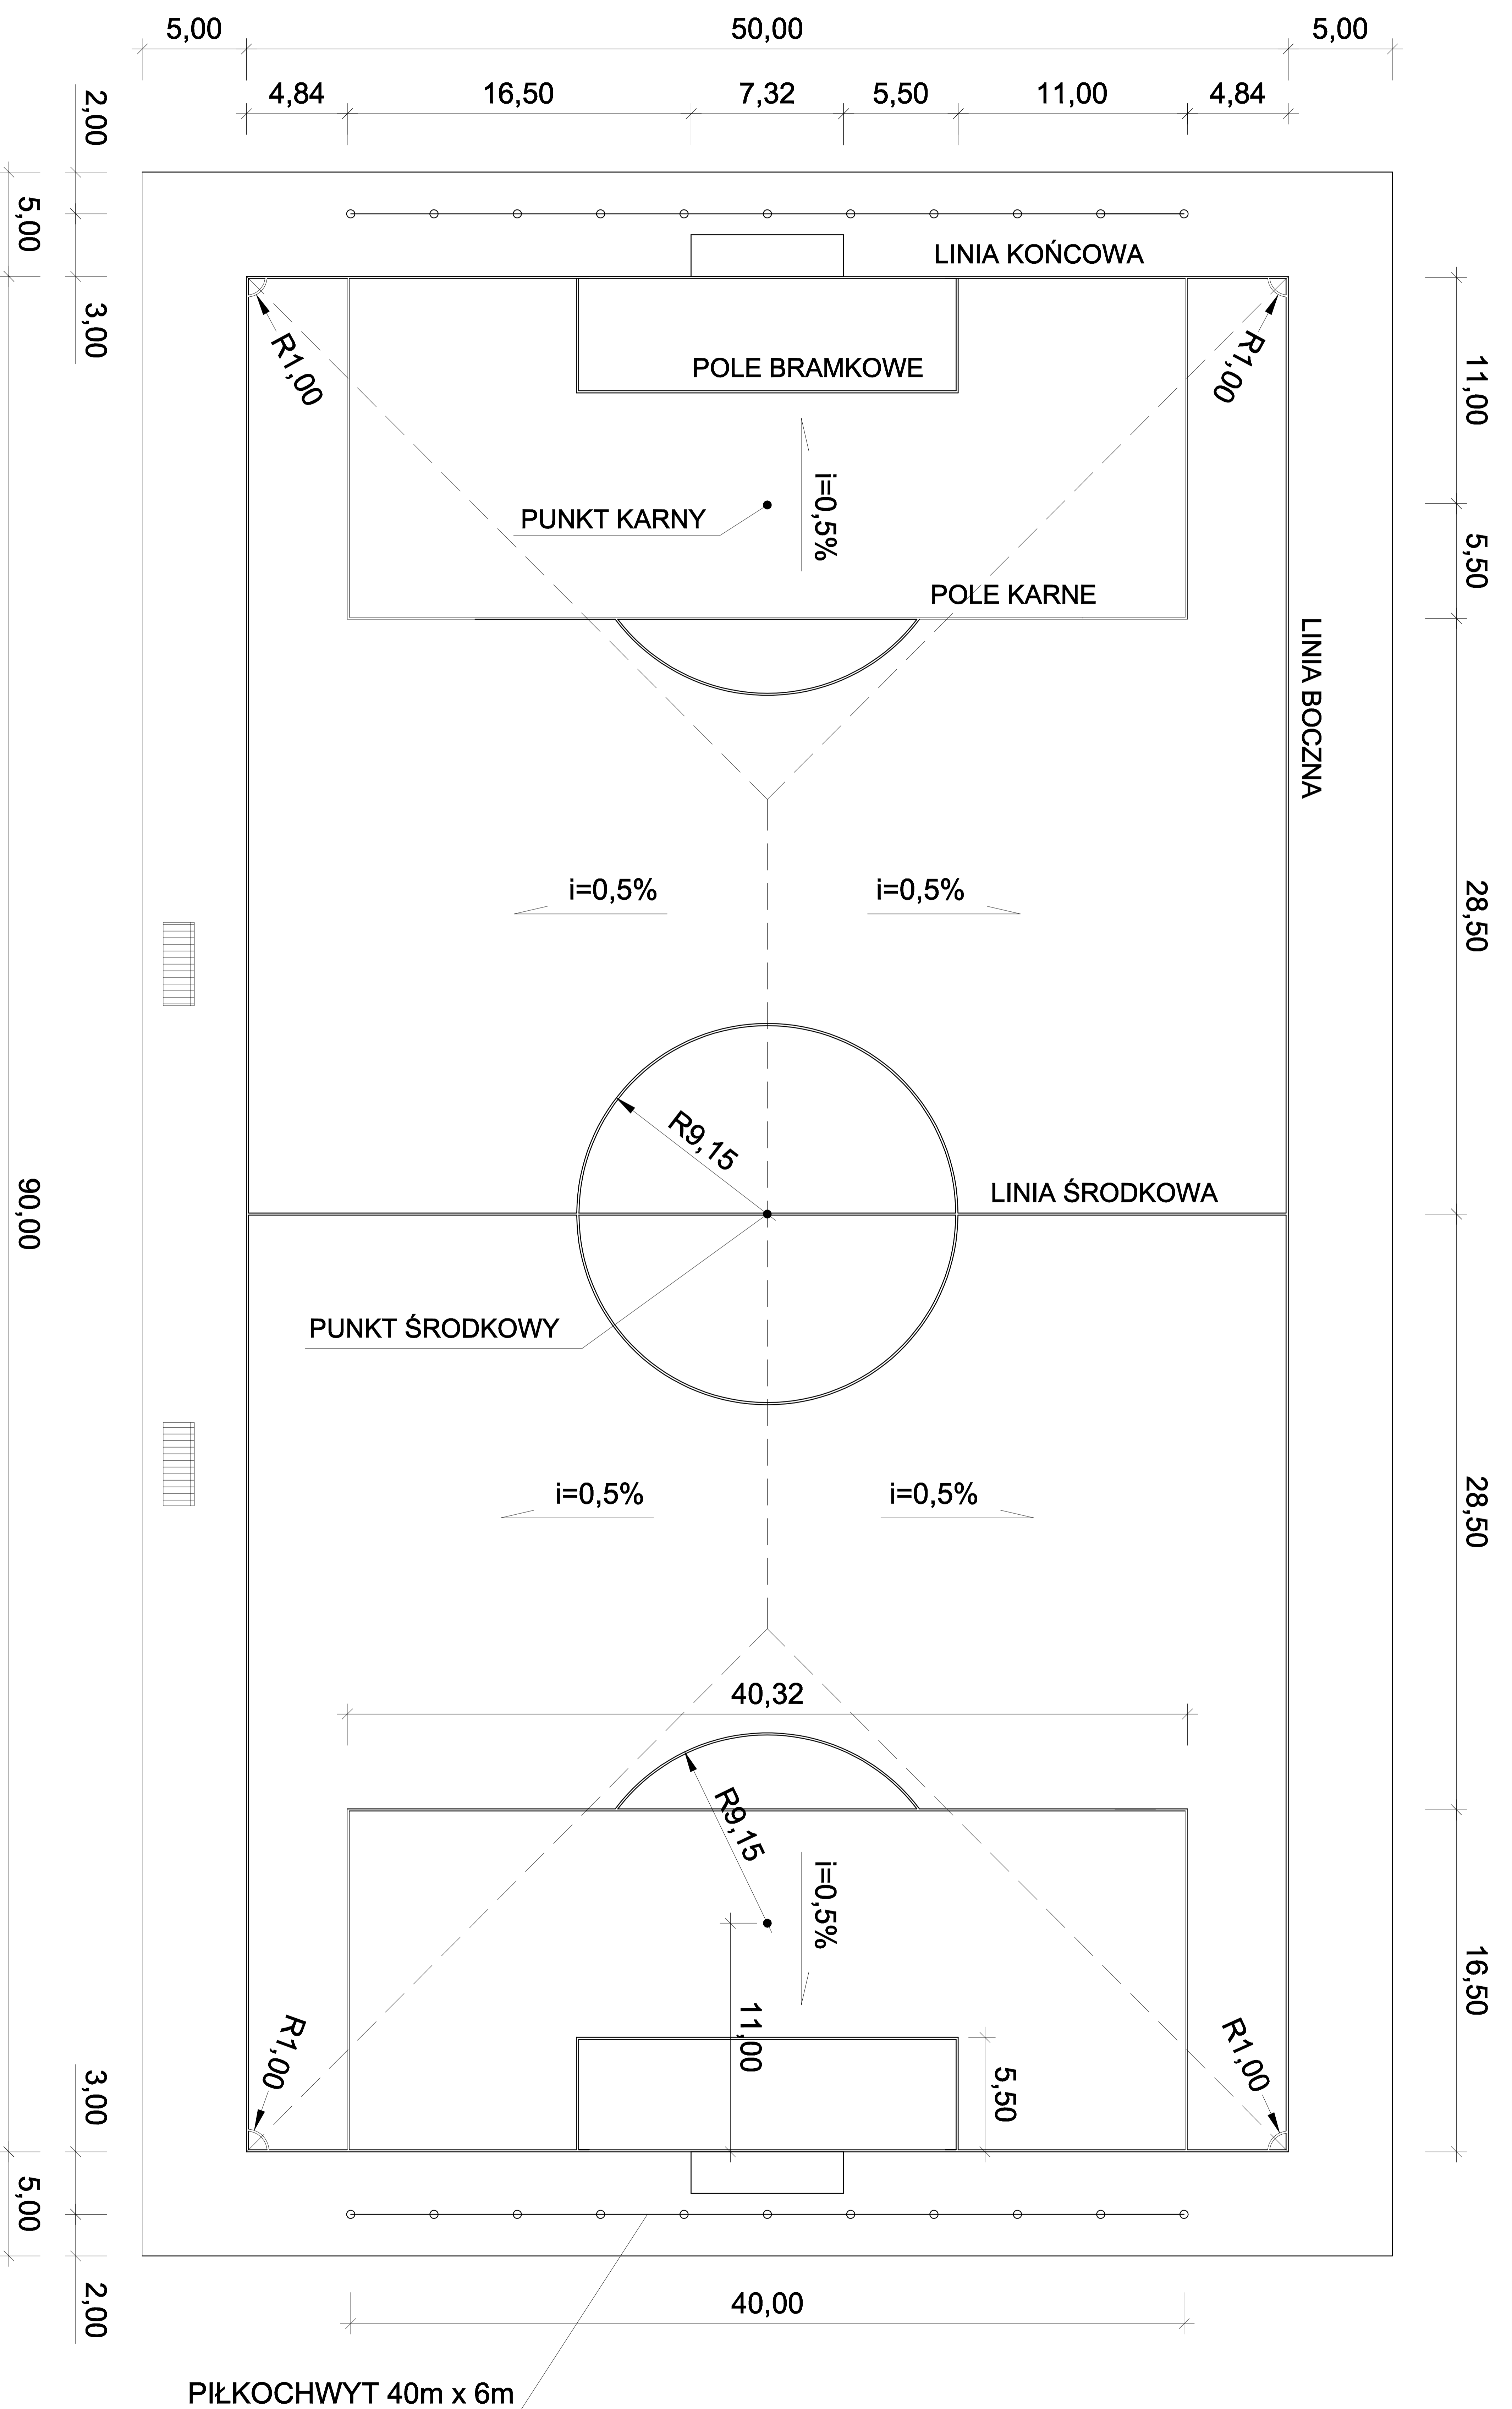 5,00
50,00
5,00
4,84
16,50
7,32
5,50
11,00
4,84
2,00
5,00
3,00
LINIA KOŃCOWA
R1,00
R1,00
POLE BRAMKOWE
11,00
i=0,5%
PUNKT KARNY
5,50
POLE KARNE
LINIA BOCZNA
i=0,5%
i=0,5%
28,50
R9,15
LINIA ŚRODKOWA
90,00
PUNKT ŚRODKOWY
i=0,5%
i=0,5%
28,50
40,32
R9,15
i=0,5%
16,50
11,00
R1,00
R1,00
5,50
3,00
5,00
2,00
40,00
PIŁKOCHWYT 40m x 6m